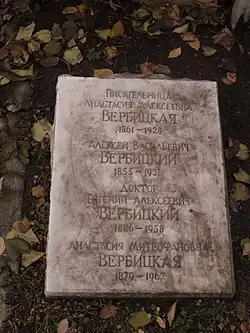 Писательница
Анастасия Алексеевна
ВЕРБИЦКАЯ
1861-1928
Алексей Васильевич
ВЕРБИЦКИЙ
1855-1931
Доктор
Евгений Алексеевич
ВЕРБИЦКИЙ
1886-1958
Анастасия Митрофановна
ВЕРБИЦКАЯ
1879-1967